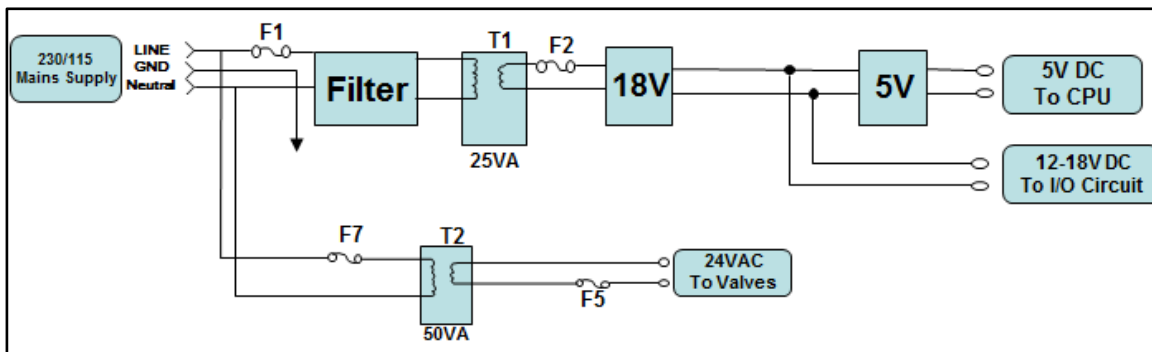 230/115
Mains Supply
LINE
GND
Neutral
F1
Filter
T1
25VA
F2
18V
5V
5V DC
To CPU
12-18V DC
To I/O Circuit
F7
T2
50VA
F5
24VAC
To Valves